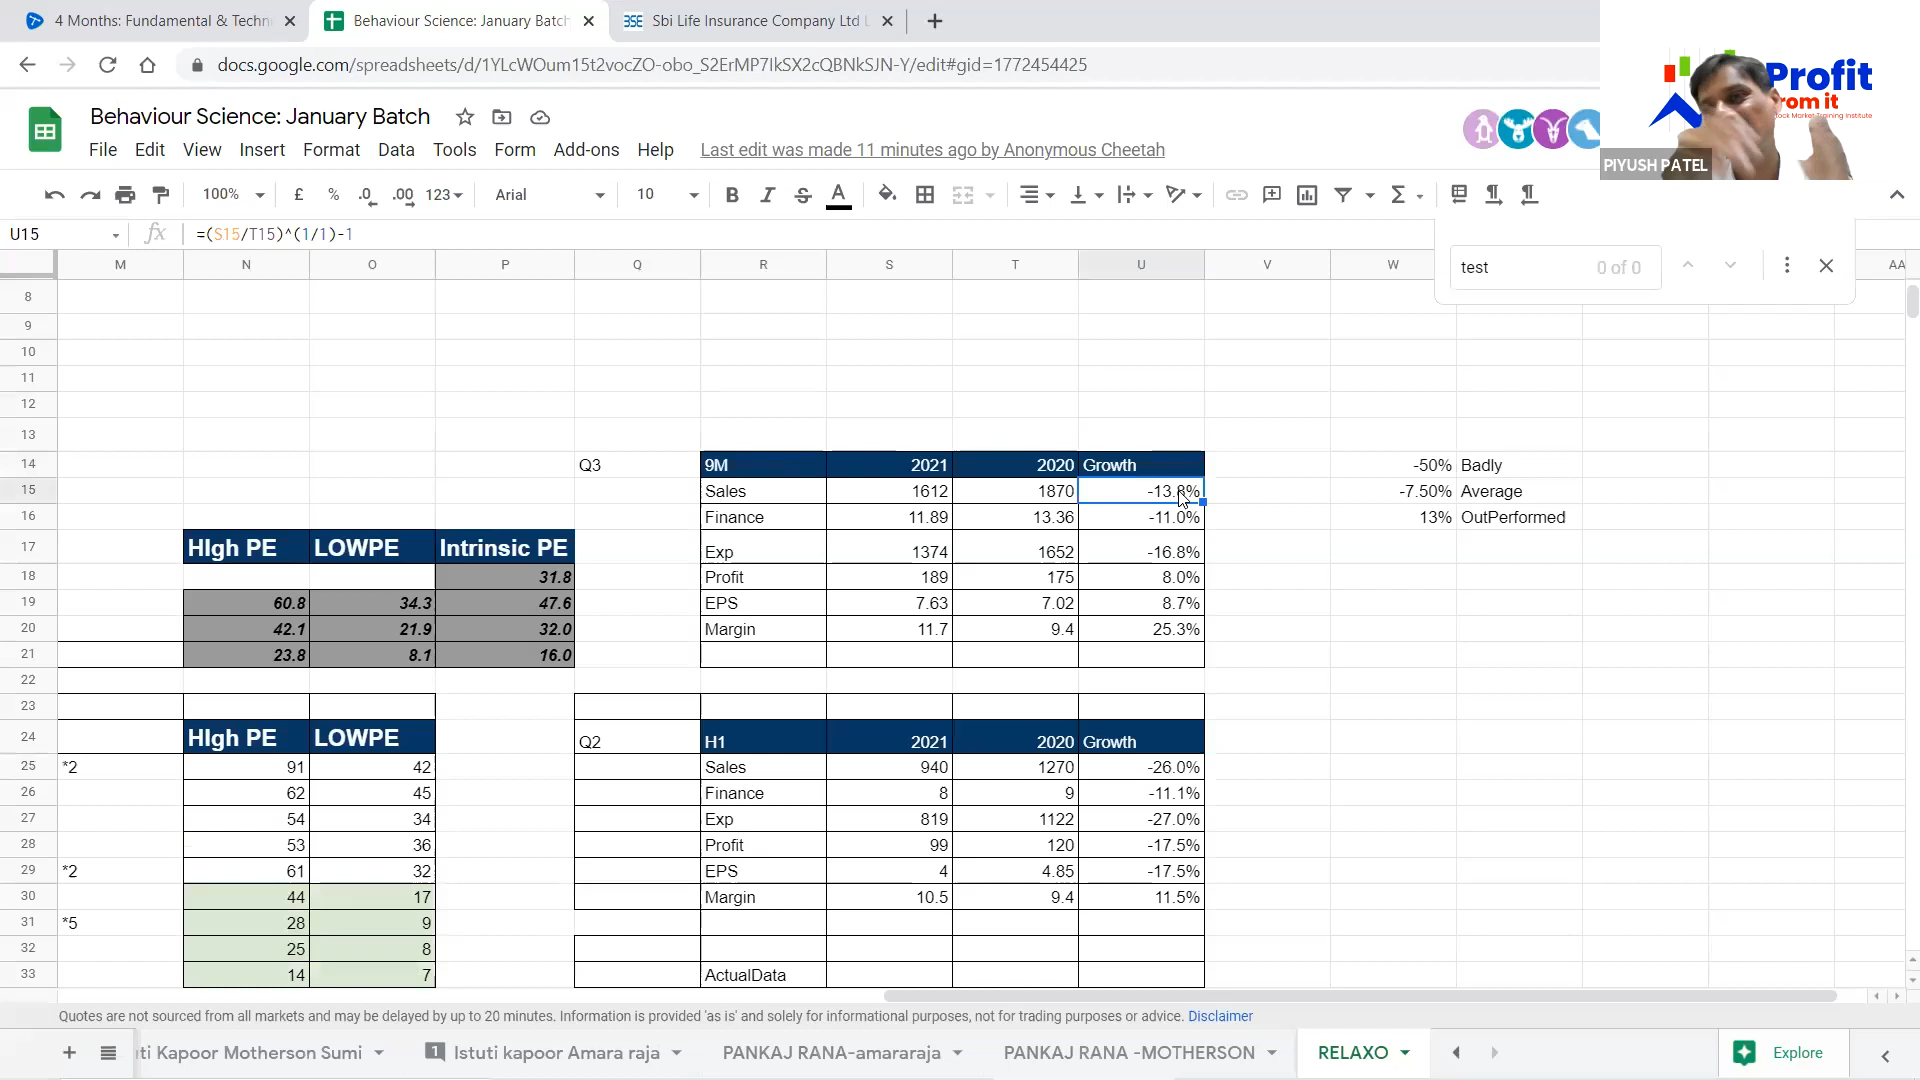 4 Months: Fundamental & Techn
Behaviour Science: January Batch
BSE
Sbi Life Insurance Company Ltd L
docs.google.com/spreadsheets/d/1YLcWOum15t2vocZO-obo_S2ErMP7IkSX2cQBNkSJN-Y/edit#gid=1772454425
Profit
rom it
tock Market Training Institute
PIYUSH PATEL
Behaviour Science: January Batch
File Edit View Insert Format Data Tools Form Add-ons Help Last edit was made 11 minutes ago by Anonymous Cheetah
100% £ % .0 .00 123 Arial 10 B I S A Σ
U15 fx =(S15/T15)^(1/1)-1
test 0 of 0
M N O P Q R S T U V W AA
8
9
10
11
12
13
14 Q3 9M 2021 2020 Growth -50% Badly
15 Sales 1612 1870 -13.8% -7.50% Average
16 Finance 11.89 13.36 -11.0% 13% OutPerformed
17 HIgh PE LOWPE Intrinsic PE Exp 1374 1652 -16.8%
18 31.8 Profit 189 175 8.0%
19 60.8 34.3 47.6 EPS 7.63 7.02 8.7%
20 42.1 21.9 32.0 Margin 11.7 9.4 25.3%
21 23.8 8.1 16.0
22
23
24 HIgh PE LOWPE Q2 H1 2021 2020 Growth
25 *2 91 42 Sales 940 1270 -26.0%
26 62 45 Finance 8 9 -11.1%
27 54 34 Exp 819 1122 -27.0%
28 53 36 Profit 99 120 -17.5%
29 *2 61 32 EPS 4 4.85 -17.5%
30 44 17 Margin 10.5 9.4 11.5%
31 *5 28 9
32 25 8
33 14 7 ActualData
Quotes are not sourced from all markets and may be delayed by up to 20 minutes. Information is provided 'as is' and solely for informational purposes, not for trading purposes or advice. Disclaimer
ti Kapoor Motherson Sumi 1 Istuti kapoor Amara raja PANKAJ RANA-amararaja PANKAJ RANA -MOTHERSON RELAXO Explore